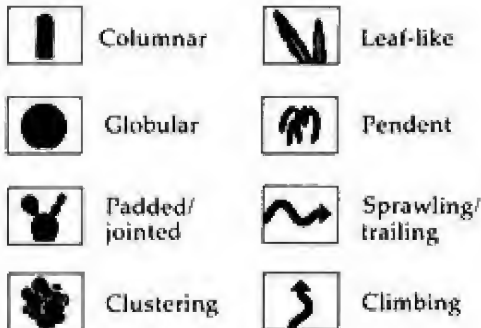 Columnar
Leaf-like
Globular
Pendent
Padded/
jointed
Sprawling/
trailing
Clustering
Climbing